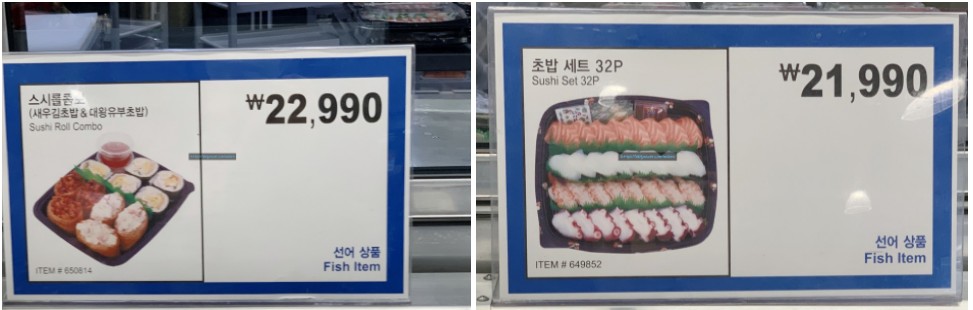 스시롤콤보
(새우김초밥&대왕유부초밥)
Sushi Roll Combo
₩22,990
ITEM # 650814
선어 상품
Fish Item
초밥 세트 32P
Sushi Set 32P
₩21,990
ITEM # 649852
선어 상품
Fish Item